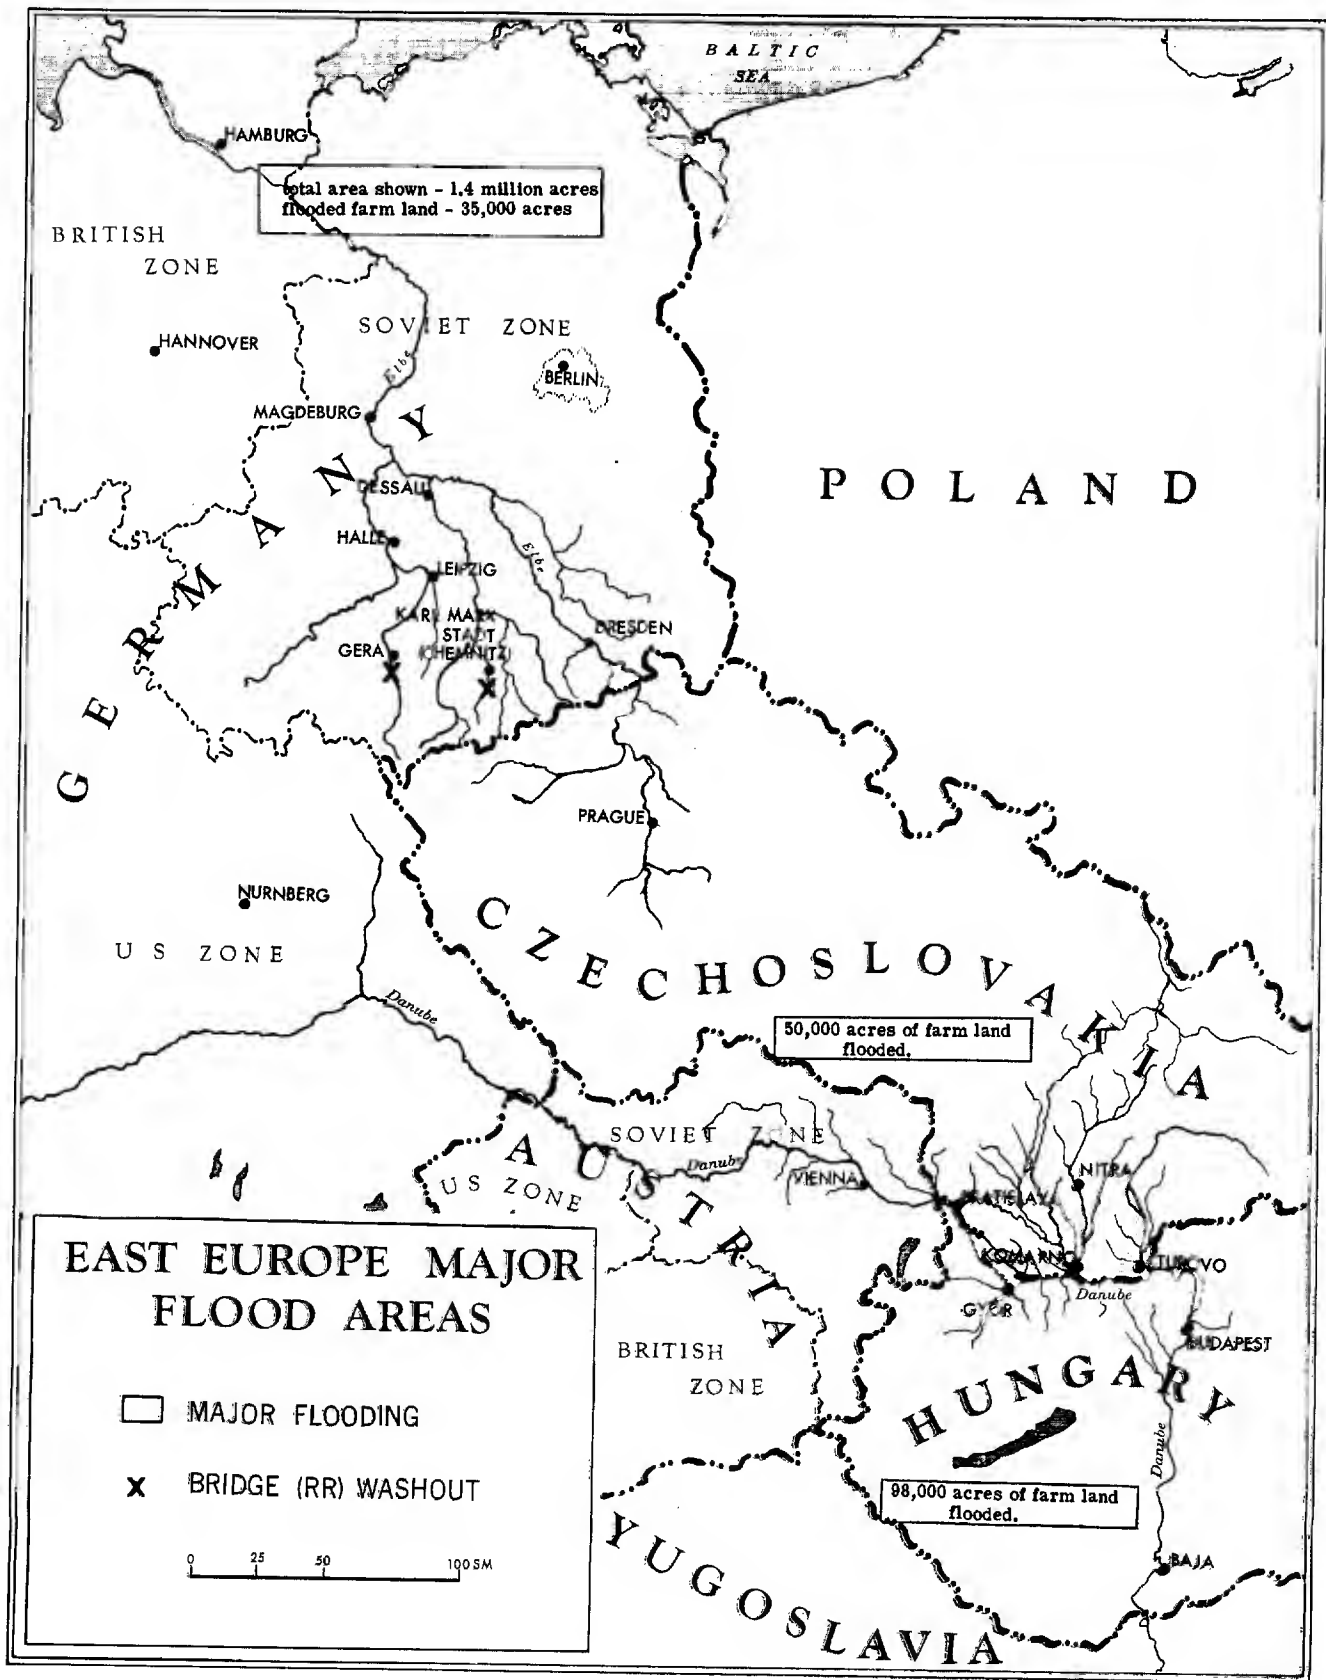 BALTIC
SEA
HAMBURG
total area shown - 1.4 million acres
flooded farm land - 35,000 acres
BRITISH
ZONE
HANNOVER
SOVIET ZONE
Elbe
BERLIN
MAGDEBURG
GERMANY
POLAND
DESSAU
HALLE
Elbe
LEIPZIG
KARL MARX
STADT
(CHEMNITZ)
DRESDEN
GERA
PRAGUE
NURNBERG
US ZONE
CZECHOSLOVAKIA
Danube
50,000 acres of farm land
flooded.
SOVIET ZONE
AUSTRIA
US ZONE
Danube
VIENNA
NITRA
KOMARNO
Danube
GYOR
BUDAPEST
BRITISH
ZONE
HUNGARY
Danube
98,000 acres of farm land
flooded.
BAJA
YUGOSLAVIA
EAST EUROPE MAJOR
FLOOD AREAS
MAJOR FLOODING
X BRIDGE (RR) WASHOUT
0 25 50 100 SM